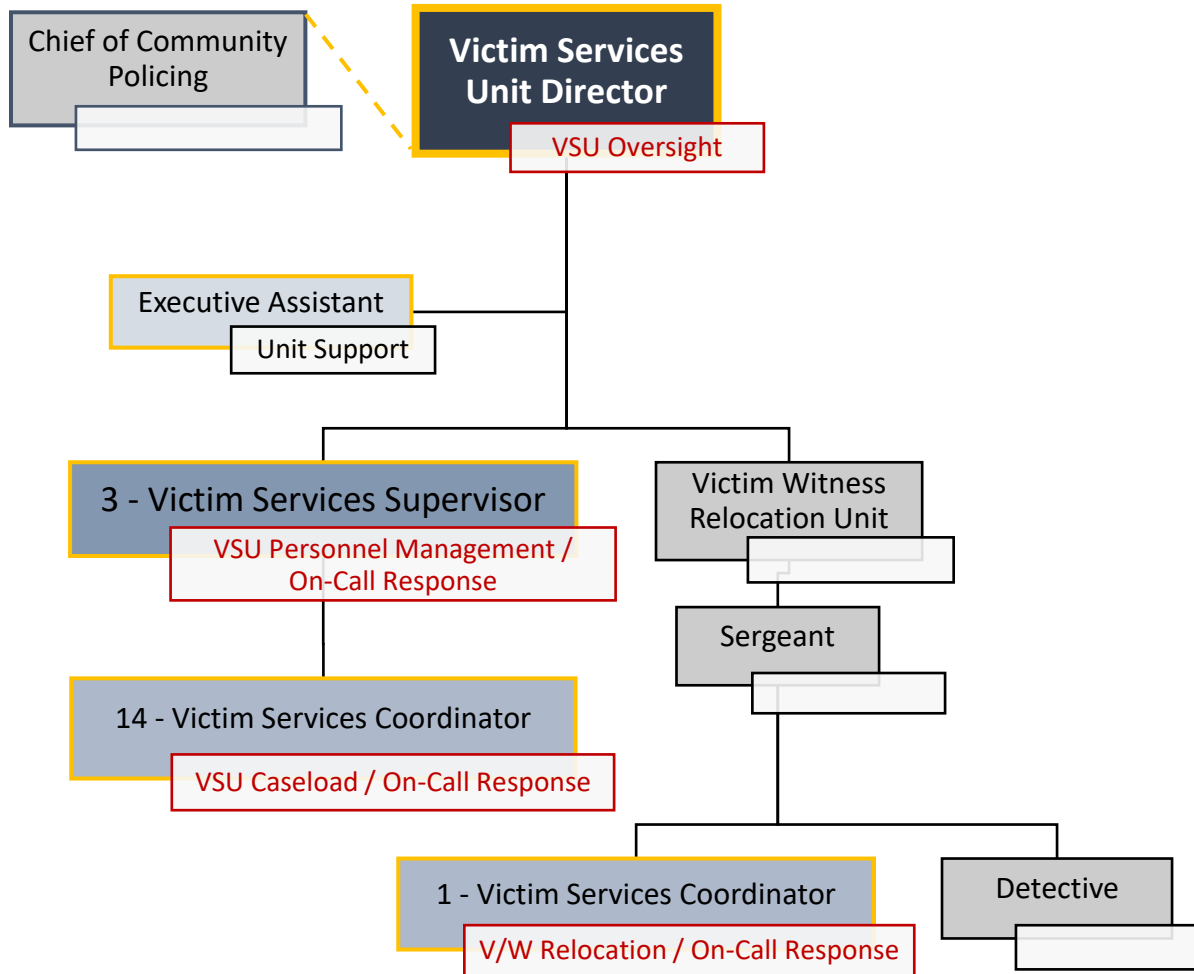 Chief of Community
Policing
Victim Services
Unit Director
VSU Oversight
Executive Assistant
Unit Support
3 - Victim Services Supervisor
VSU Personnel Management /
On-Call Response
Victim Witness
Relocation Unit
Sergeant
14 - Victim Services Coordinator
VSU Caseload / On-Call Response
1 - Victim Services Coordinator
V/W Relocation / On-Call Response
Detective